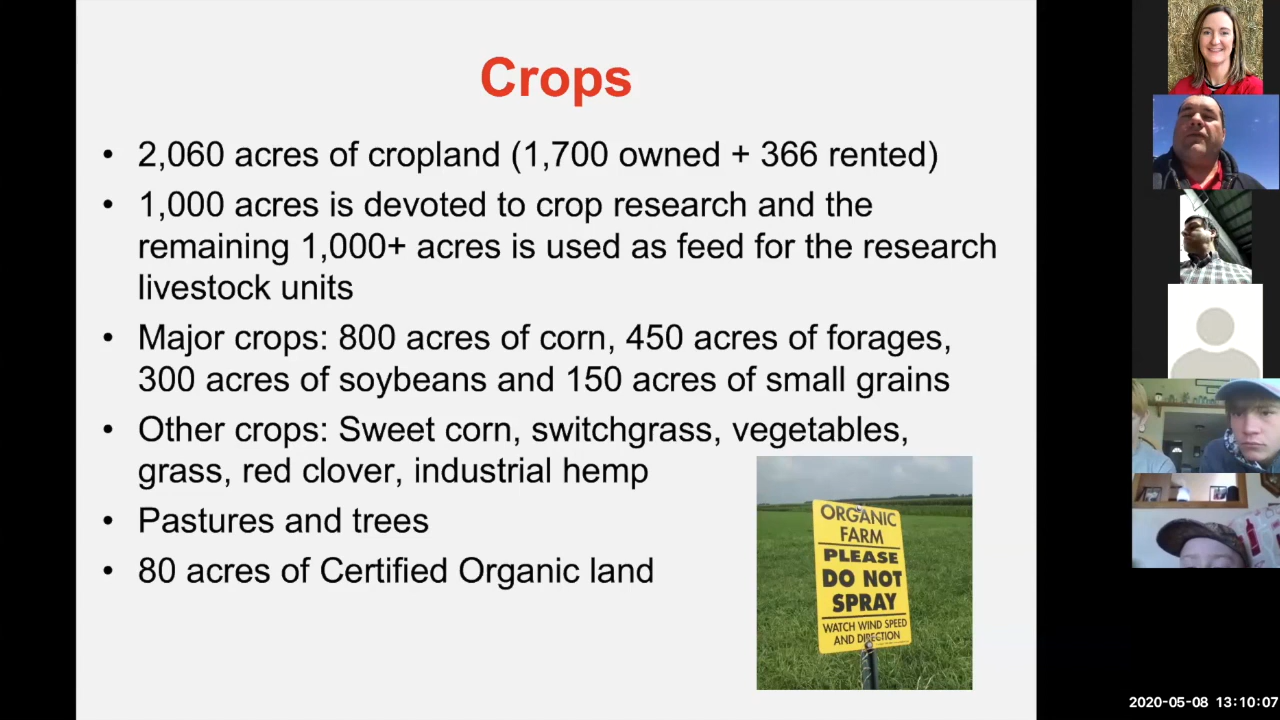 Crops
• 2,060 acres of cropland (1,700 owned + 366 rented)
• 1,000 acres is devoted to crop research and the
remaining 1,000+ acres is used as feed for the research
livestock units
• Major crops: 800 acres of corn, 450 acres of forages,
300 acres of soybeans and 150 acres of small grains
• Other crops: Sweet corn, switchgrass, vegetables,
grass, red clover, industrial hemp
• Pastures and trees
• 80 acres of Certified Organic land
ORGANIC
FARM
PLEASE
DO NOT
SPRAY
WATCH WIND SPEED
AND DIRECTION
2020-05-08 13:10:07